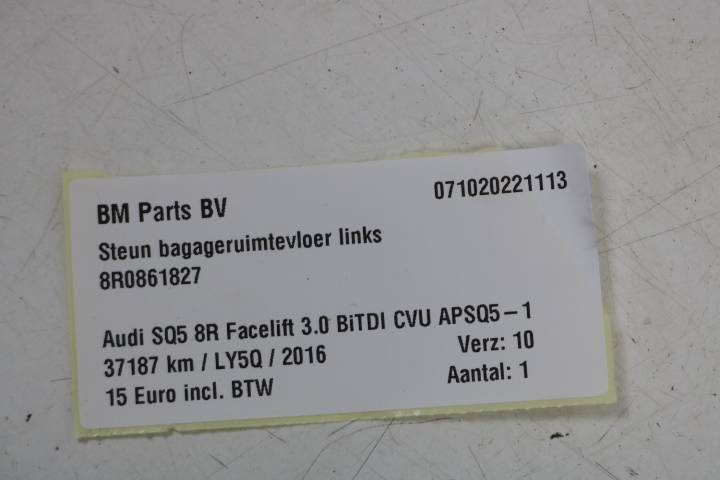 BM Parts BV 071020221113
Steun bagageruimtevloer links
8R0861827
Audi SQ5 8R Facelift 3.0 BiTDI CVU APSQ5-1
37187 km / LY5Q / 2016 Verz: 10
15 Euro incl. BTW Aantal: 1